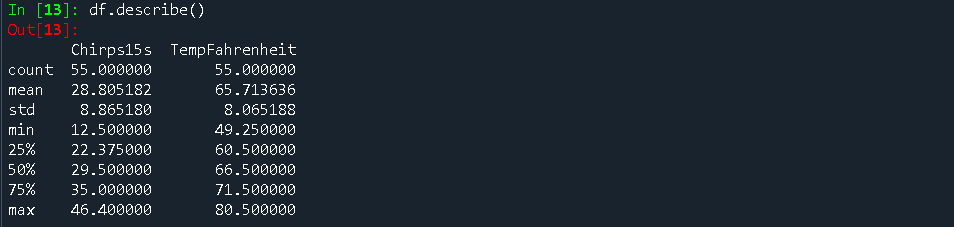 In [13]: df.describe()
Out[13]:
       Chirps15s  TempFahrenheit
count  55.000000       55.000000
mean   28.805182       65.713636
std     8.865180        8.065188
min    12.500000       49.250000
25%    22.375000       60.500000
50%    29.500000       66.500000
75%    35.000000       71.500000
max    46.400000       80.500000